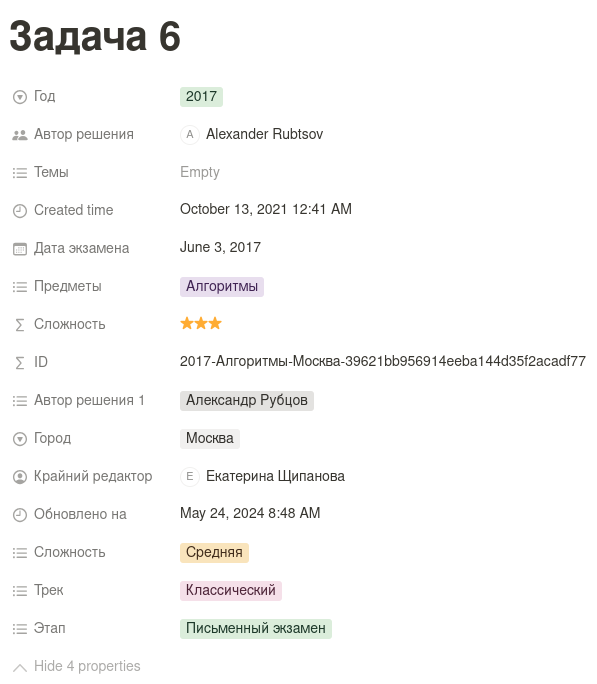 Задача 6
Год 2017
Автор решения A Alexander Rubtsov
Темы Empty
Created time October 13, 2021 12:41 AM
Дата экзамена June 3, 2017
Предметы Алгоритмы
Сложность ⭐⭐⭐
ID 2017-Алгоритмы-Москва-39621bb956914eeba144d35f2acadf77
Автор решения 1 Александр Рубцов
Город Москва
Крайний редактор E Екатерина Щипанова
Обновлено на May 24, 2024 8:48 AM
Сложность Средняя
Трек Классический
Этап Письменный экзамен
Hide 4 properties